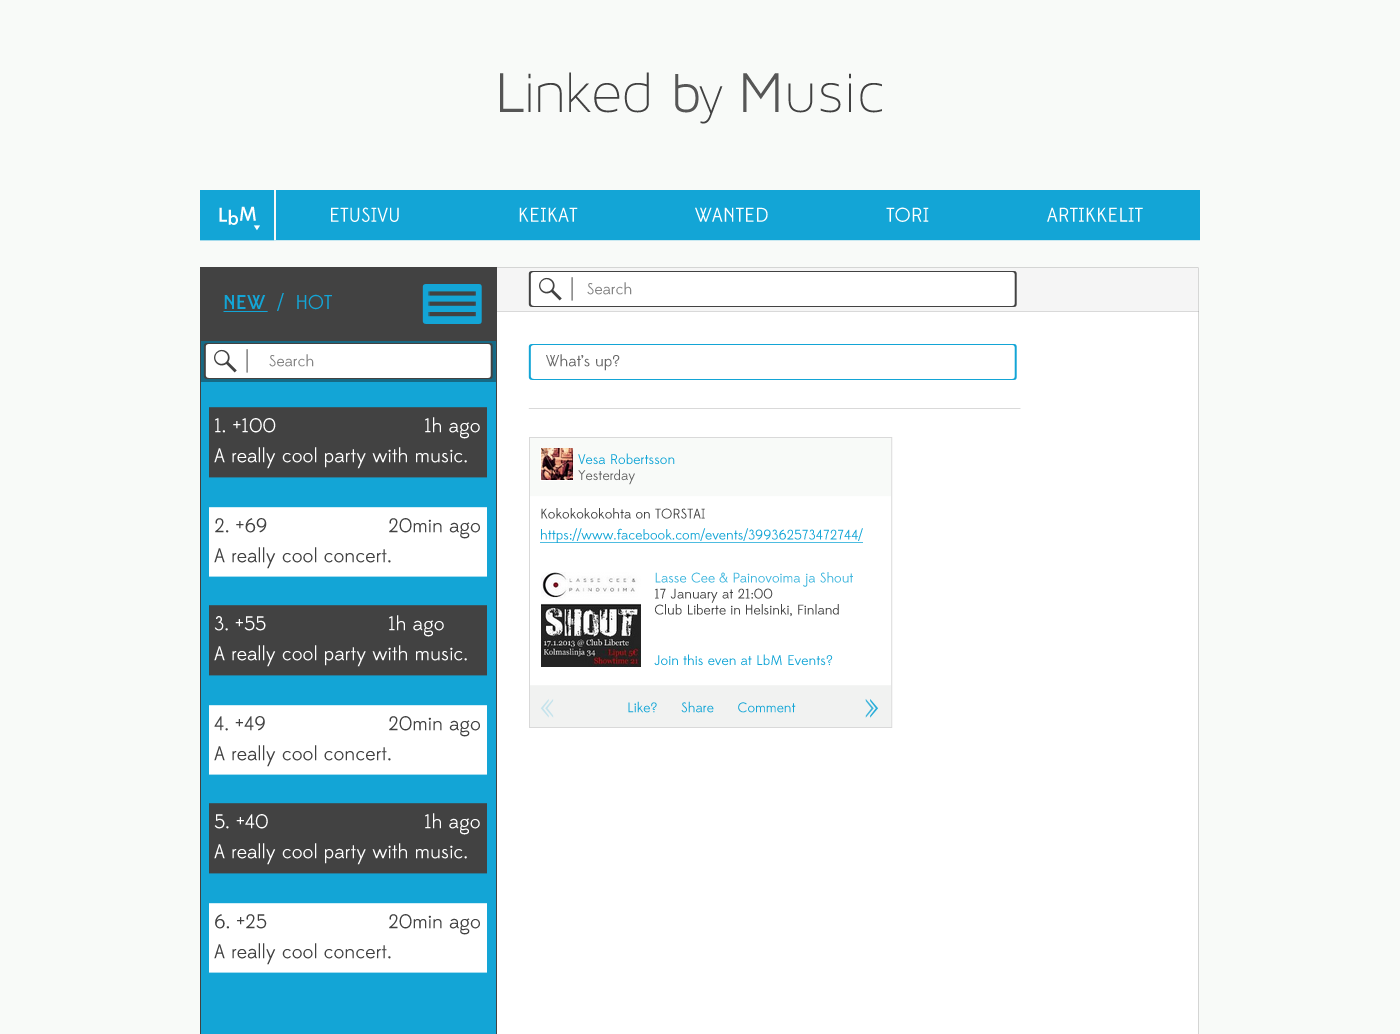 Linked by Music
LbM
ETUSIVU
KEIKAT
WANTED
TORI
ARTIKKELIT
NEW / HOT
Search
1. +100 1h ago
A really cool party with music.
2. +69 20min ago
A really cool concert.
3. +55 1h ago
A really cool party with music.
4. +49 20min ago
A really cool concert.
5. +40 1h ago
A really cool party with music.
6. +25 20min ago
A really cool concert.
Search
What's up?
Vesa Robertsson
Yesterday
Kokokokokohta on TORSTAI
https://www.facebook.com/events/399362573472744/
LASSE CEE &
PAINOVOIMA
SHOUT
17.1.2013 @ Club Liberte
Kolmaslinja 34
Liput 5€
Showtime 21
Lasse Cee & Painovoima ja Shout
17 January at 21:00
Club Liberte in Helsinki, Finland
Join this even at LbM Events?
Like? Share Comment